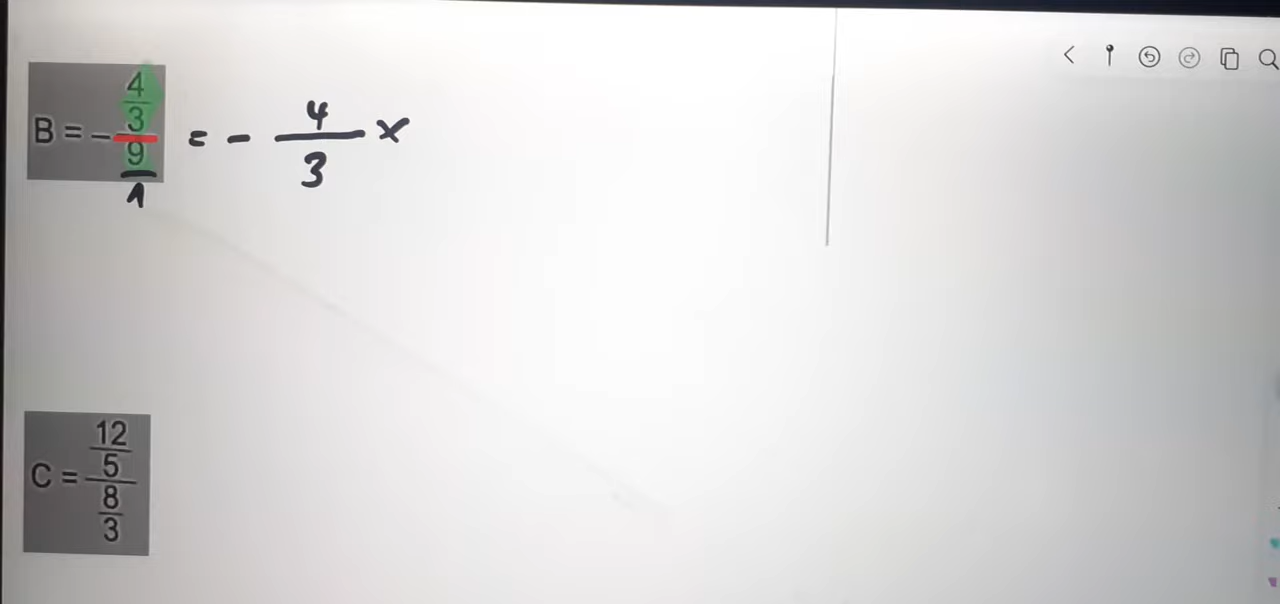 B = - 4/3 / 9/1 = - 4/3 x
C = 12/5 / 8/3